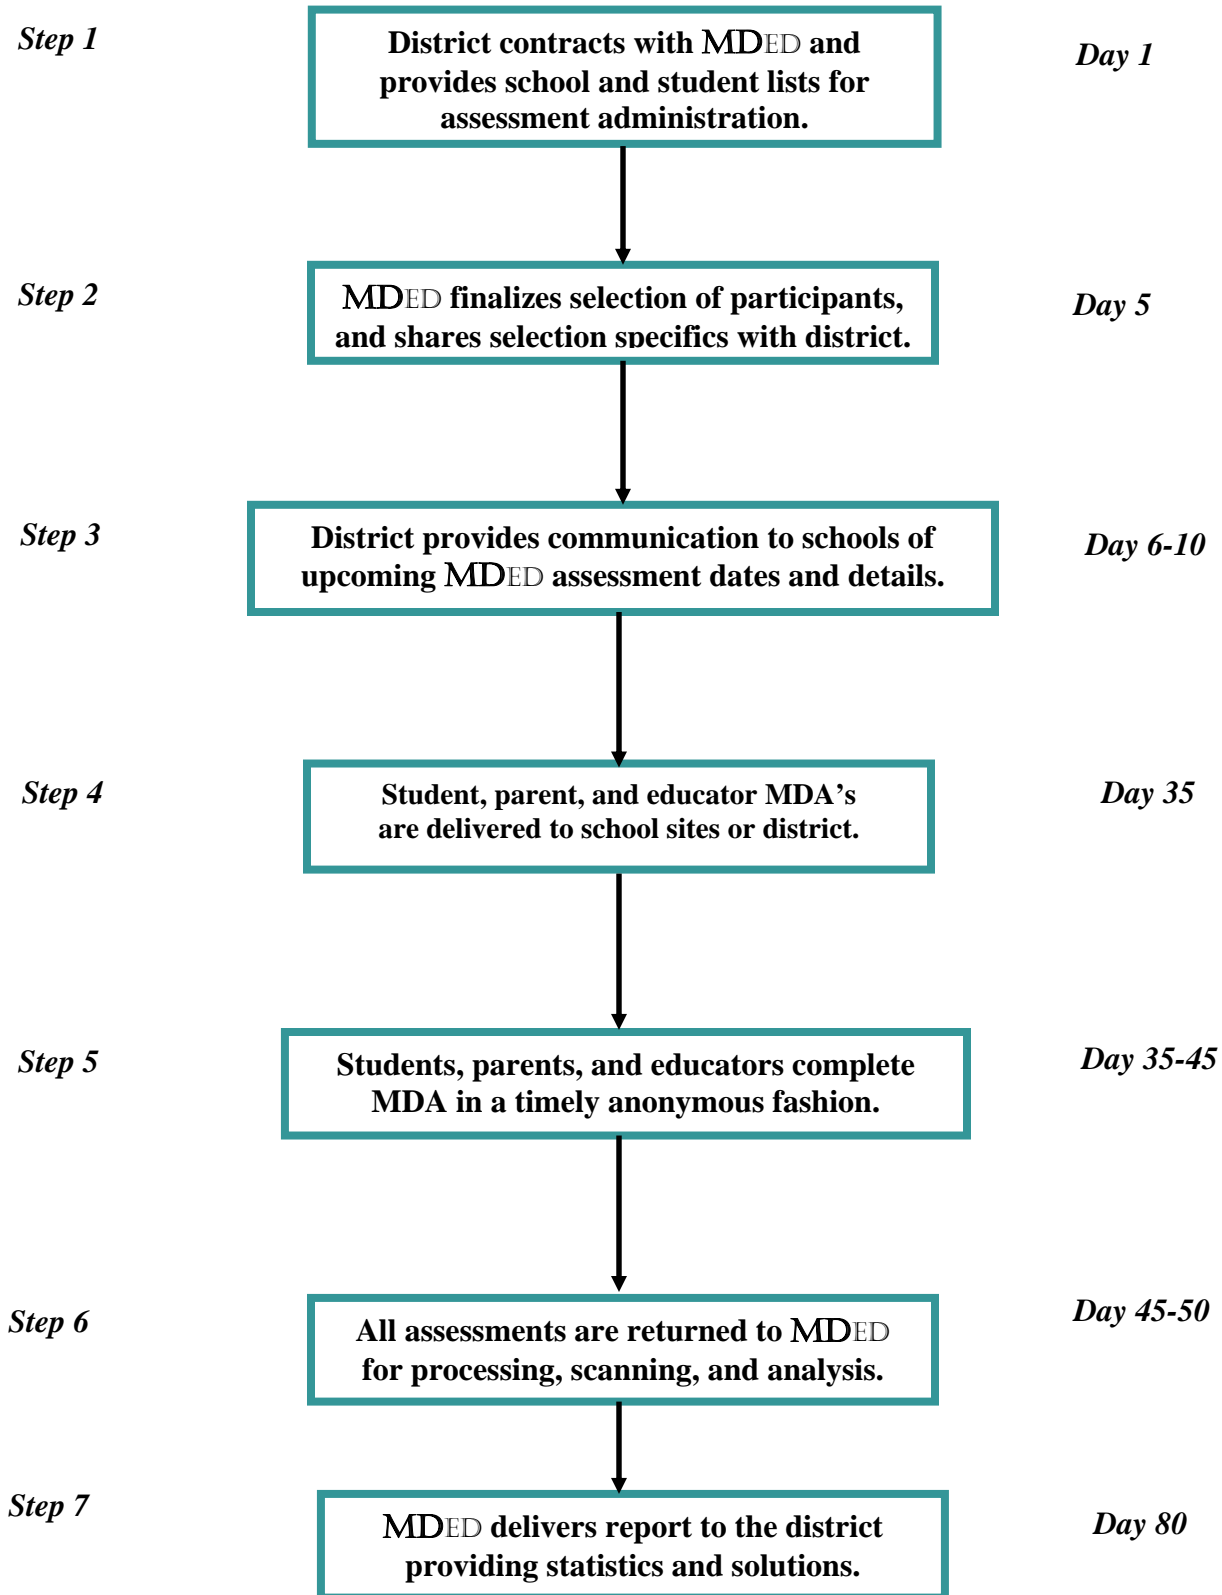 Step 1
District contracts with MDED and
provides school and student lists for
assessment administration.
Day 1
Step 2
MDED finalizes selection of participants,
and shares selection specifics with district.
Day 5
Step 3
District provides communication to schools of
upcoming MDED assessment dates and details.
Day 6-10
Step 4
Student, parent, and educator MDA's
are delivered to school sites or district.
Day 35
Step 5
Students, parents, and educators complete
MDA in a timely anonymous fashion.
Day 35-45
Step 6
All assessments are returned to MDED
for processing, scanning, and analysis.
Day 45-50
Step 7
MDED delivers report to the district
providing statistics and solutions.
Day 80